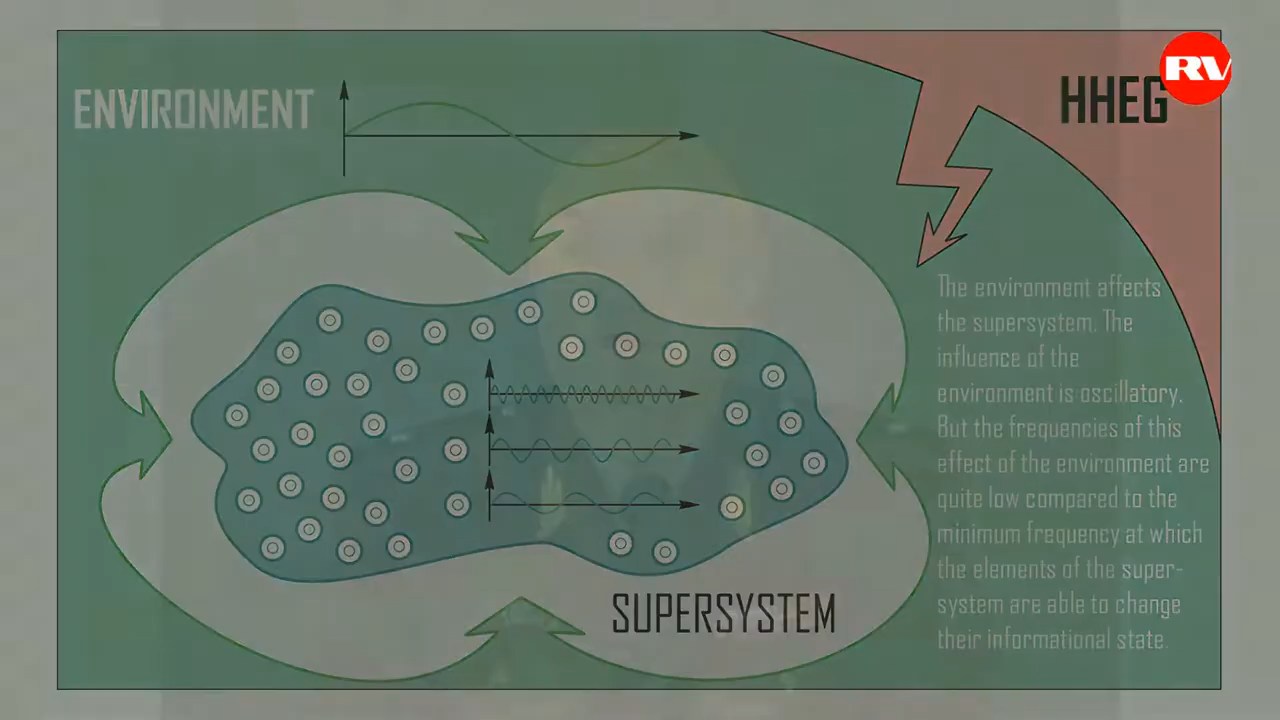 RV
HHEG
ENVIRONMENT
The environment affects
the supersystem. The
influence of the
environment is oscillatory.
But the frequencies of this
effect of the environment are
quite low compared to the
minimum frequency at which
the elements of the super-
system are able to change
their informational state.
SUPERSYSTEM